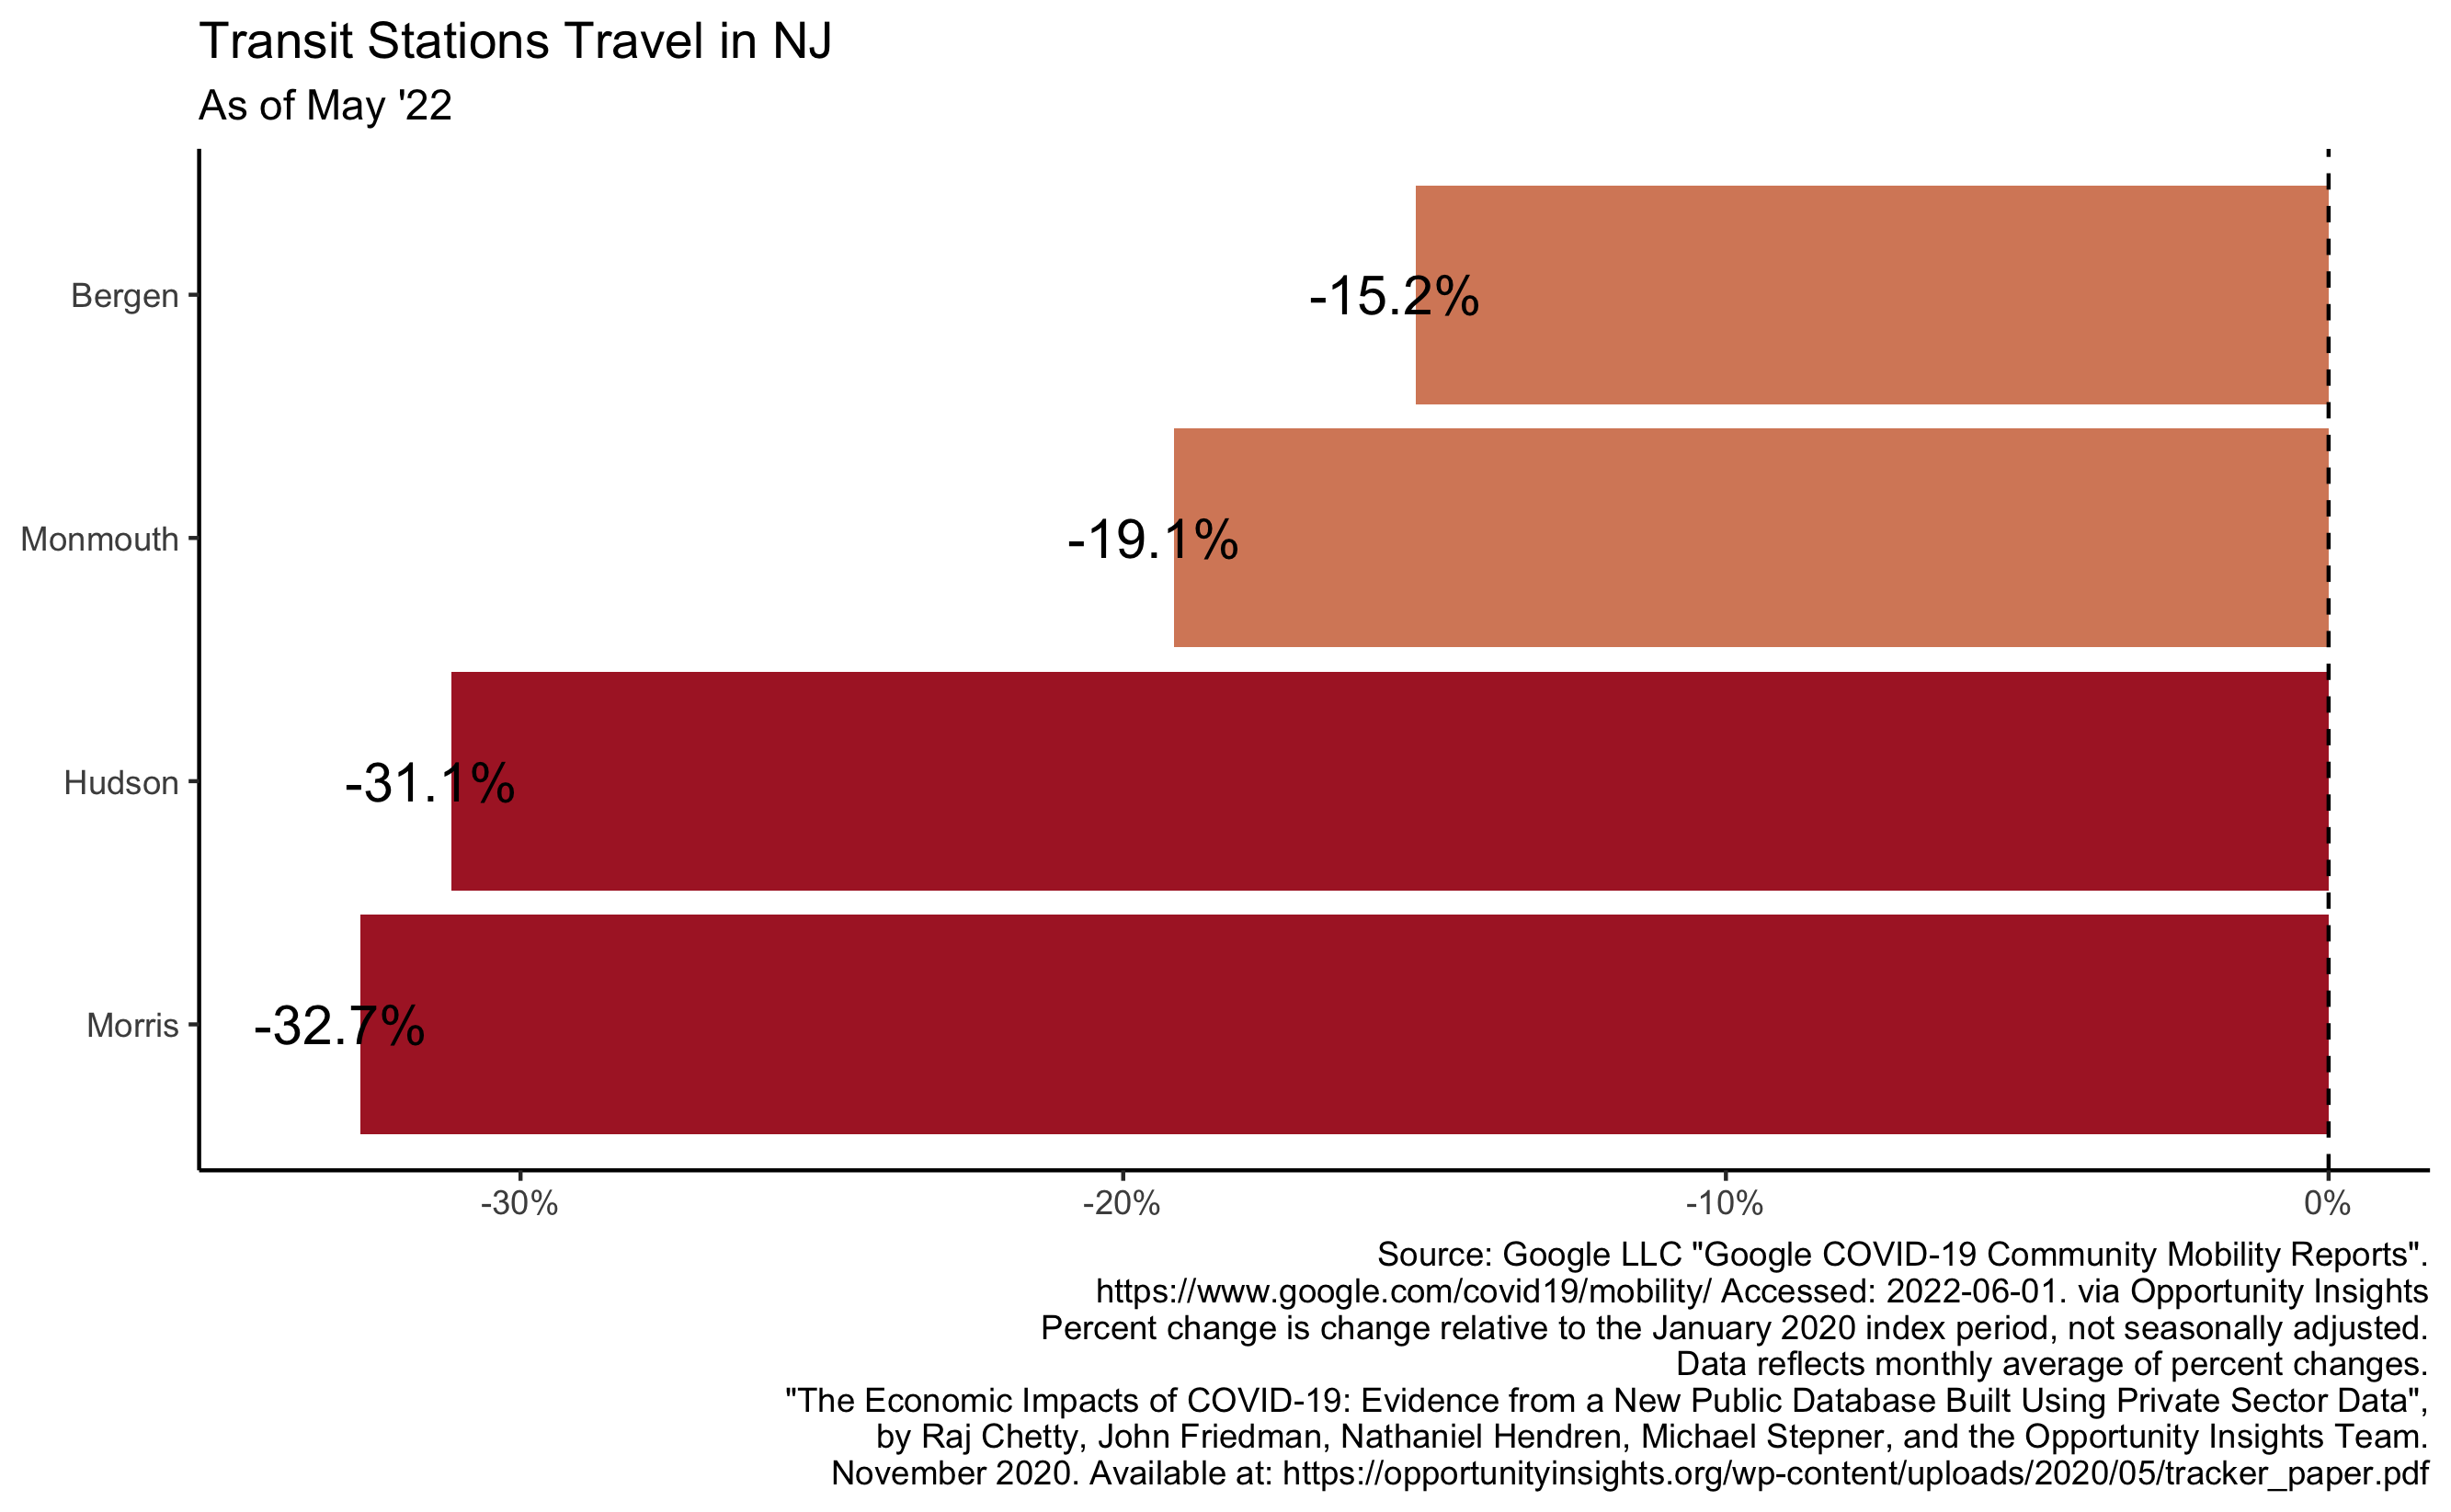 Transit Stations Travel in NJ
As of May '22
Bergen
-15.2%
Monmouth
-19.1%
Hudson
-31.1%
Morris
-32.7%
-30%
-20%
-10%
0%
Source: Google LLC "Google COVID-19 Community Mobility Reports".
https://www.google.com/covid19/mobility/ Accessed: 2022-06-01. via Opportunity Insights
Percent change is change relative to the January 2020 index period, not seasonally adjusted.
Data reflects monthly average of percent changes.
"The Economic Impacts of COVID-19: Evidence from a New Public Database Built Using Private Sector Data",
by Raj Chetty, John Friedman, Nathaniel Hendren, Michael Stepner, and the Opportunity Insights Team.
November 2020. Available at: https://opportunityinsights.org/wp-content/uploads/2020/05/tracker_paper.pdf